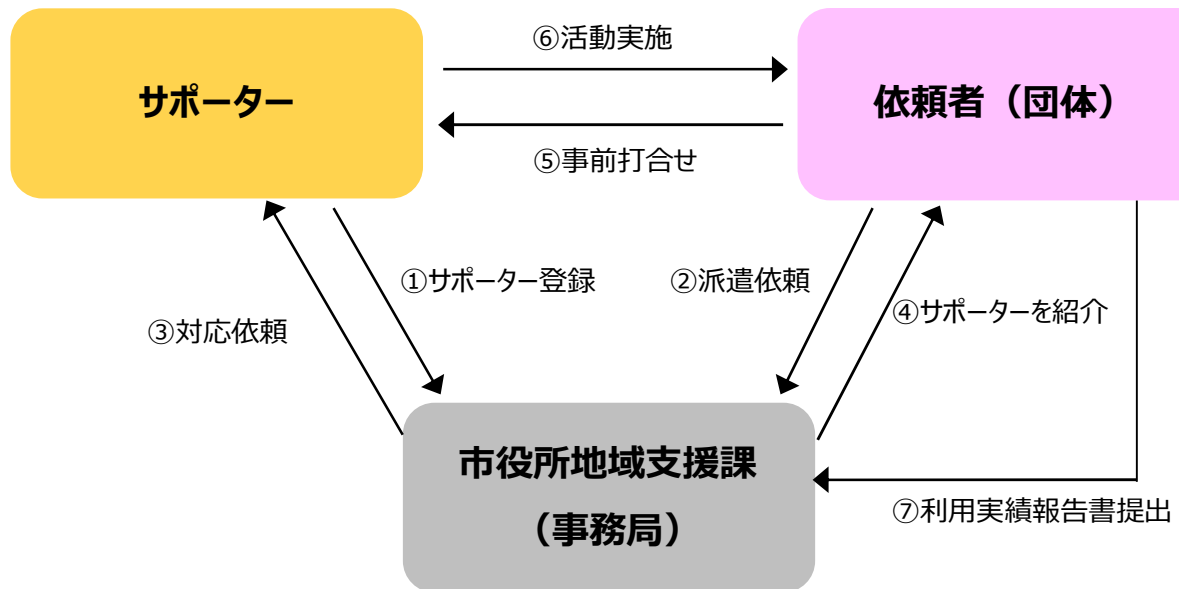 ⑥活動実施
サポーター
依頼者（団体）
⑤事前打合せ
①サポーター登録
②派遣依頼
④サポーターを紹介
③対応依頼
市役所地域支援課
（事務局）
⑦利用実績報告書提出